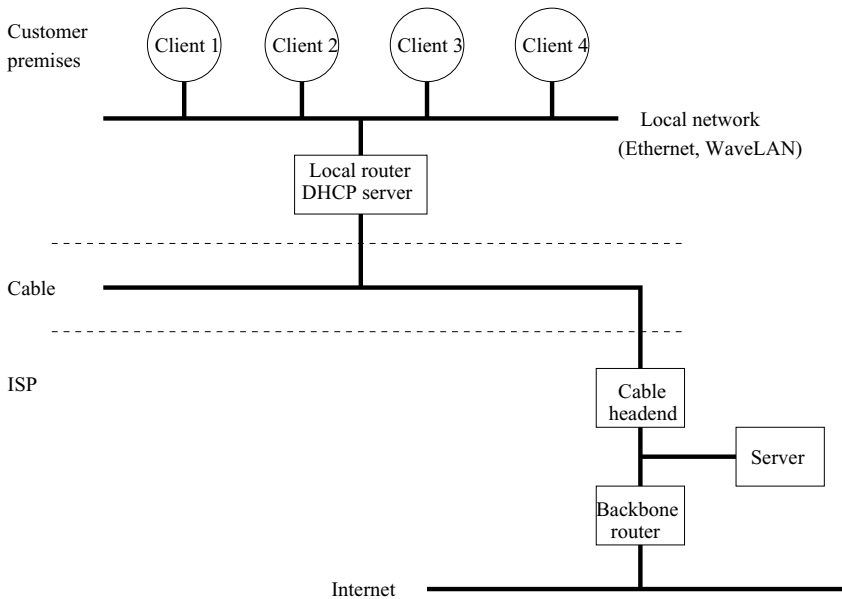 Customer
premises
Client 1
Client 2
Client 3
Client 4
Local network
(Ethernet, WaveLAN)
Local router
DHCP server
Cable
ISP
Cable
headend
Server
Backbone
router
Internet